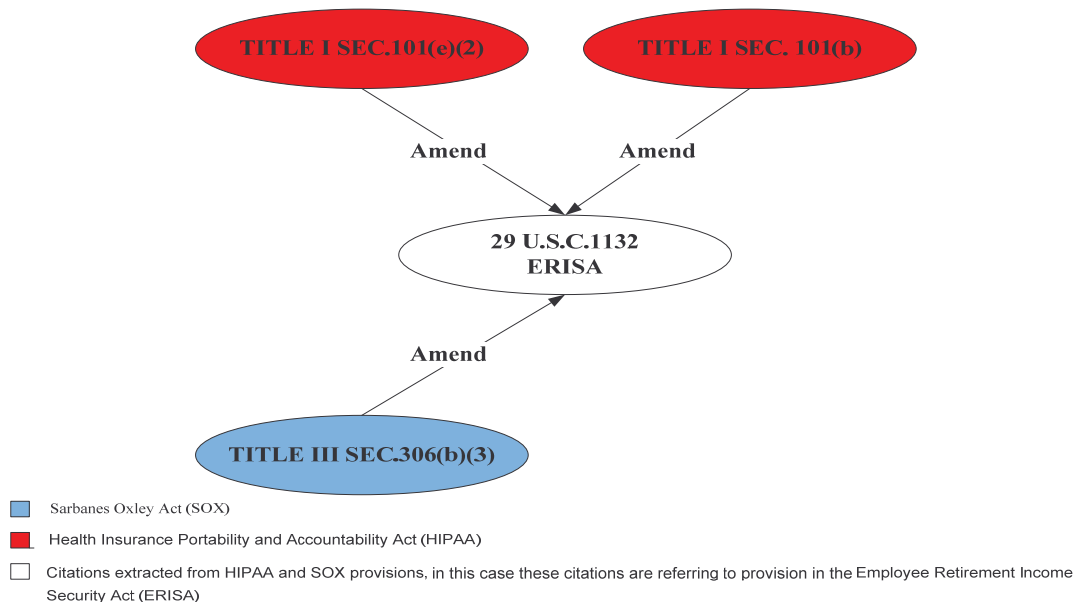 TITLE I SEC.101(e)(2)
TITLE I SEC. 101(b)
Amend
Amend
29 U.S.C.1132
ERISA
Amend
TITLE III SEC.306(b)(3)
Sarbanes Oxley Act (SOX)
Health Insurance Portability and Accountability Act (HIPAA)
Citations extracted from HIPAA and SOX provisions, in this case these citations are referring to provision in the Employee Retirement Income
Security Act (ERISA)